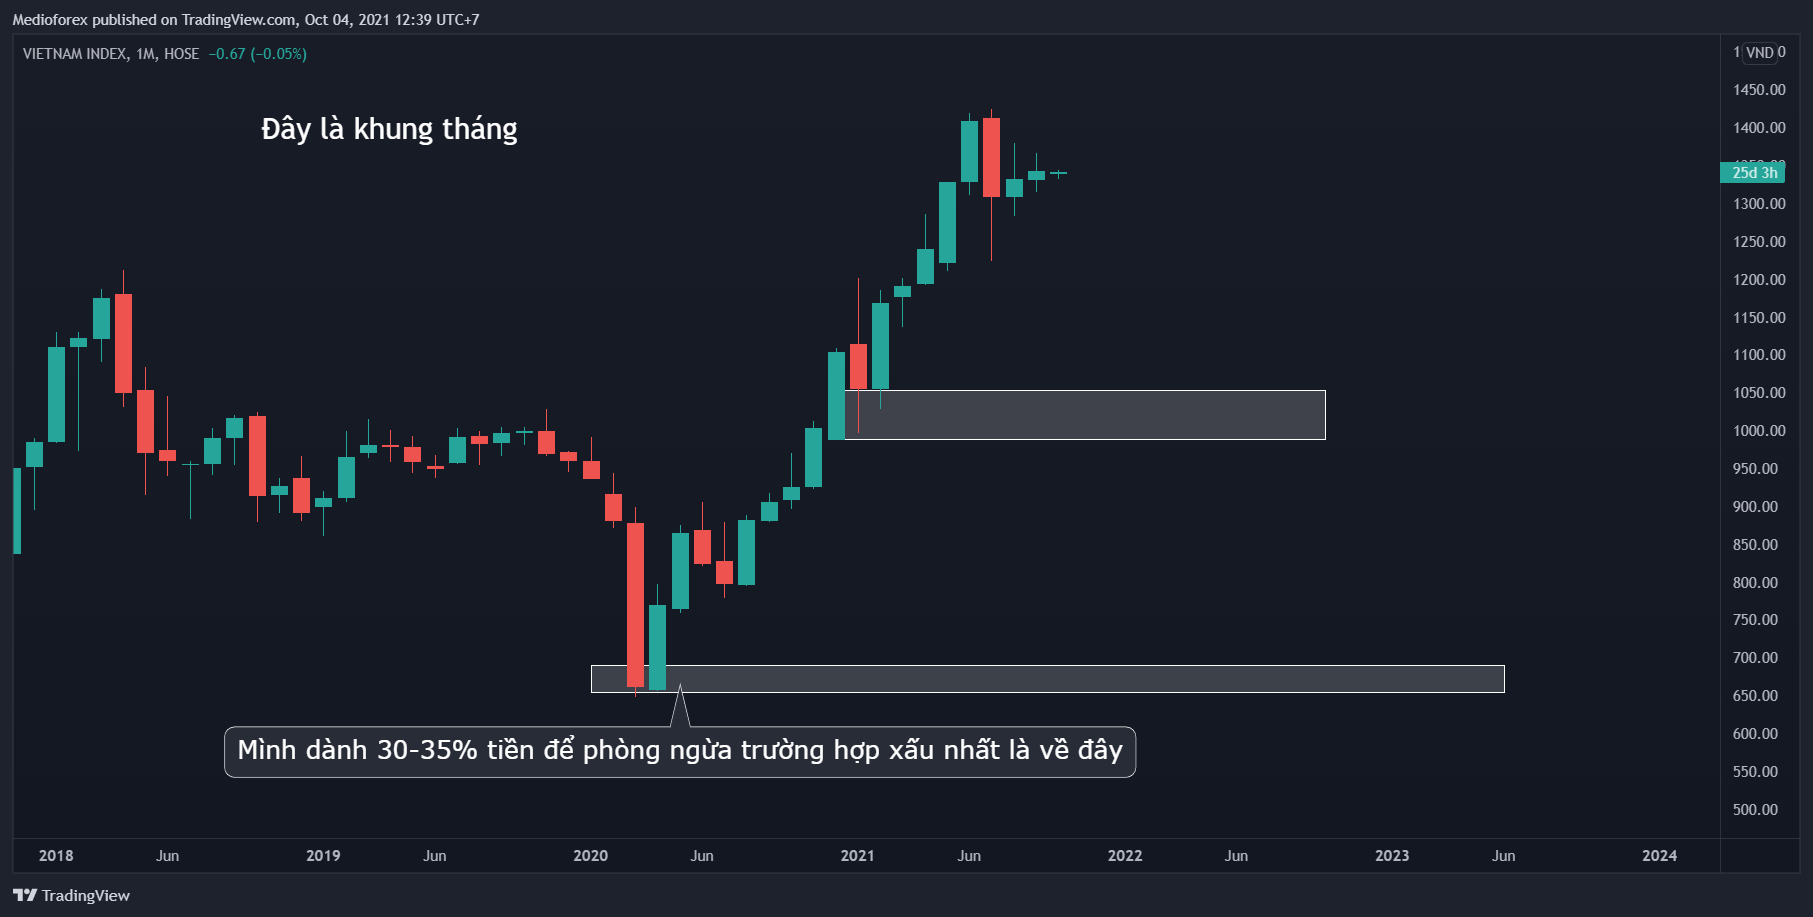 Medioforex published on TradingView.com, Oct 04, 2021 12:39 UTC+7
VIETNAM INDEX, 1M, HOSE −0.67 (−0.05%)
VND
Đây là khung tháng
1450.00
1400.00
25d 3h
1300.00
1250.00
1200.00
1150.00
1100.00
1050.00
1000.00
950.00
900.00
850.00
800.00
750.00
700.00
650.00
600.00
550.00
500.00
Mình dành 30-35% tiền để phòng ngừa trường hợp xấu nhất là về đây
2018 Jun 2019 Jun 2020 Jun 2021 Jun 2022 Jun 2023 Jun 2024
TradingView